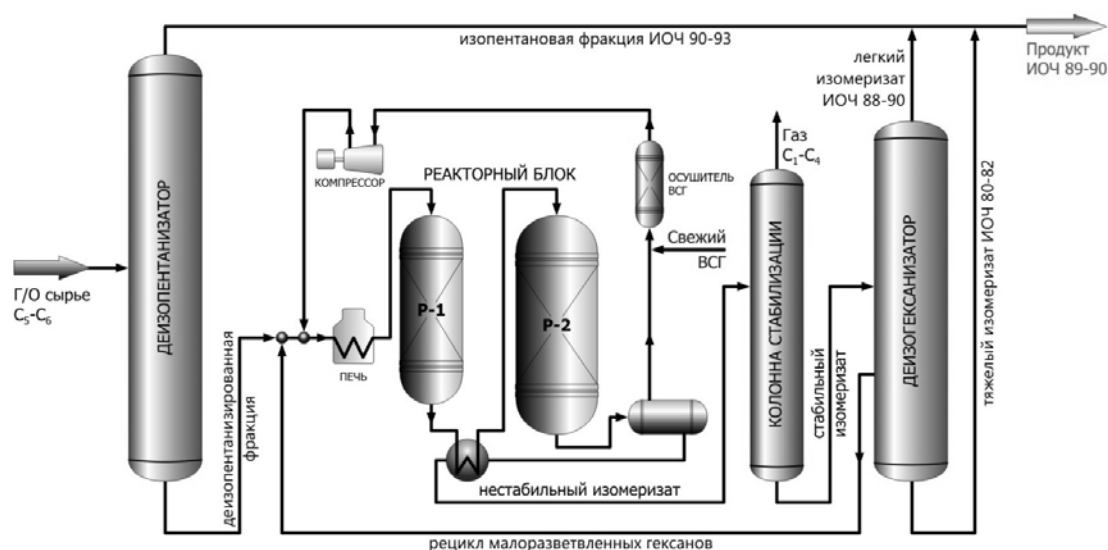 изопентановая фракция ИОЧ 90-93
Продукт
ИОЧ 89-90
легкий
изомеризат
ИОЧ 88-90
Газ
C₁-C₄
КОМПРЕССОР
РЕАКТОРНЫЙ БЛОК
ОСУШИТЕЛЬ
ВСГ
Свежий
ВСГ
ДЕИЗОПЕНТАНИЗАТОР
Г/О сырье
C₅-C₆
Р-1
Р-2
ПЕЧЬ
КОЛОННА СТАБИЛИЗАЦИИ
ДЕИЗОГЕКСАНИЗАТОР
тяжелый изомеризат ИОЧ 80-82
стабильный
изомеризат
деизопентанизированная
фракция
нестабильный изомеризат
рецикл малоразветвленных гексанов